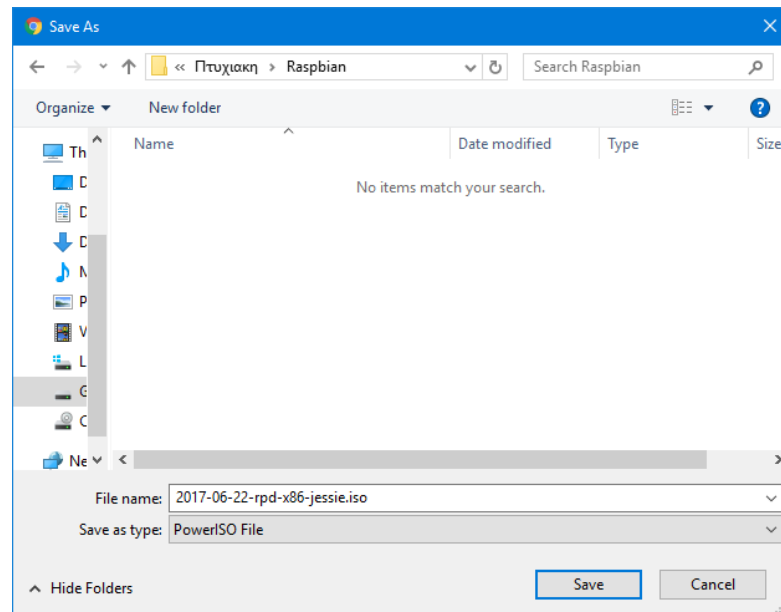 Save As
« Πτυχιακη > Raspbian
Search Raspbian
Organize
New folder
Name
Date modified
Type
Size
Th
D
D
D
M
P
V
L
G
C
Ne
No items match your search.
File name: 2017-06-22-rpd-x86-jessie.iso
Save as type: PowerISO File
Hide Folders
Save
Cancel